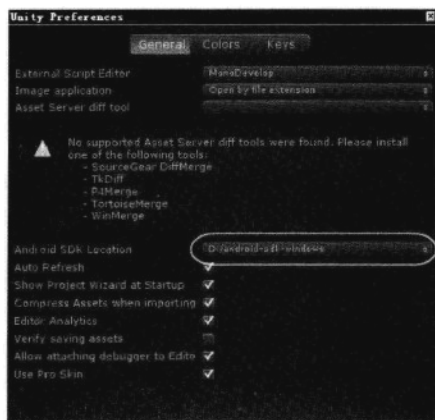 Unity Preferences
General Colors Keys
External Script Editor MonoDevelop
Image application Open by file extension
Asset Server diff tool
No supported Asset Server diff tools were found. Please install
one of the following tools:
- SourceGear DiffMerge
- TkDiff
- P4Merge
- TortoiseMerge
- WinMerge
Android SDK Location D:/android-sdk-windows
Auto Refresh
Show Project Wizard at Startup
Compress Assets when importing
Editor Analytics
Verify saving assets
Allow attaching debugger to Edito
Use Pro Skin